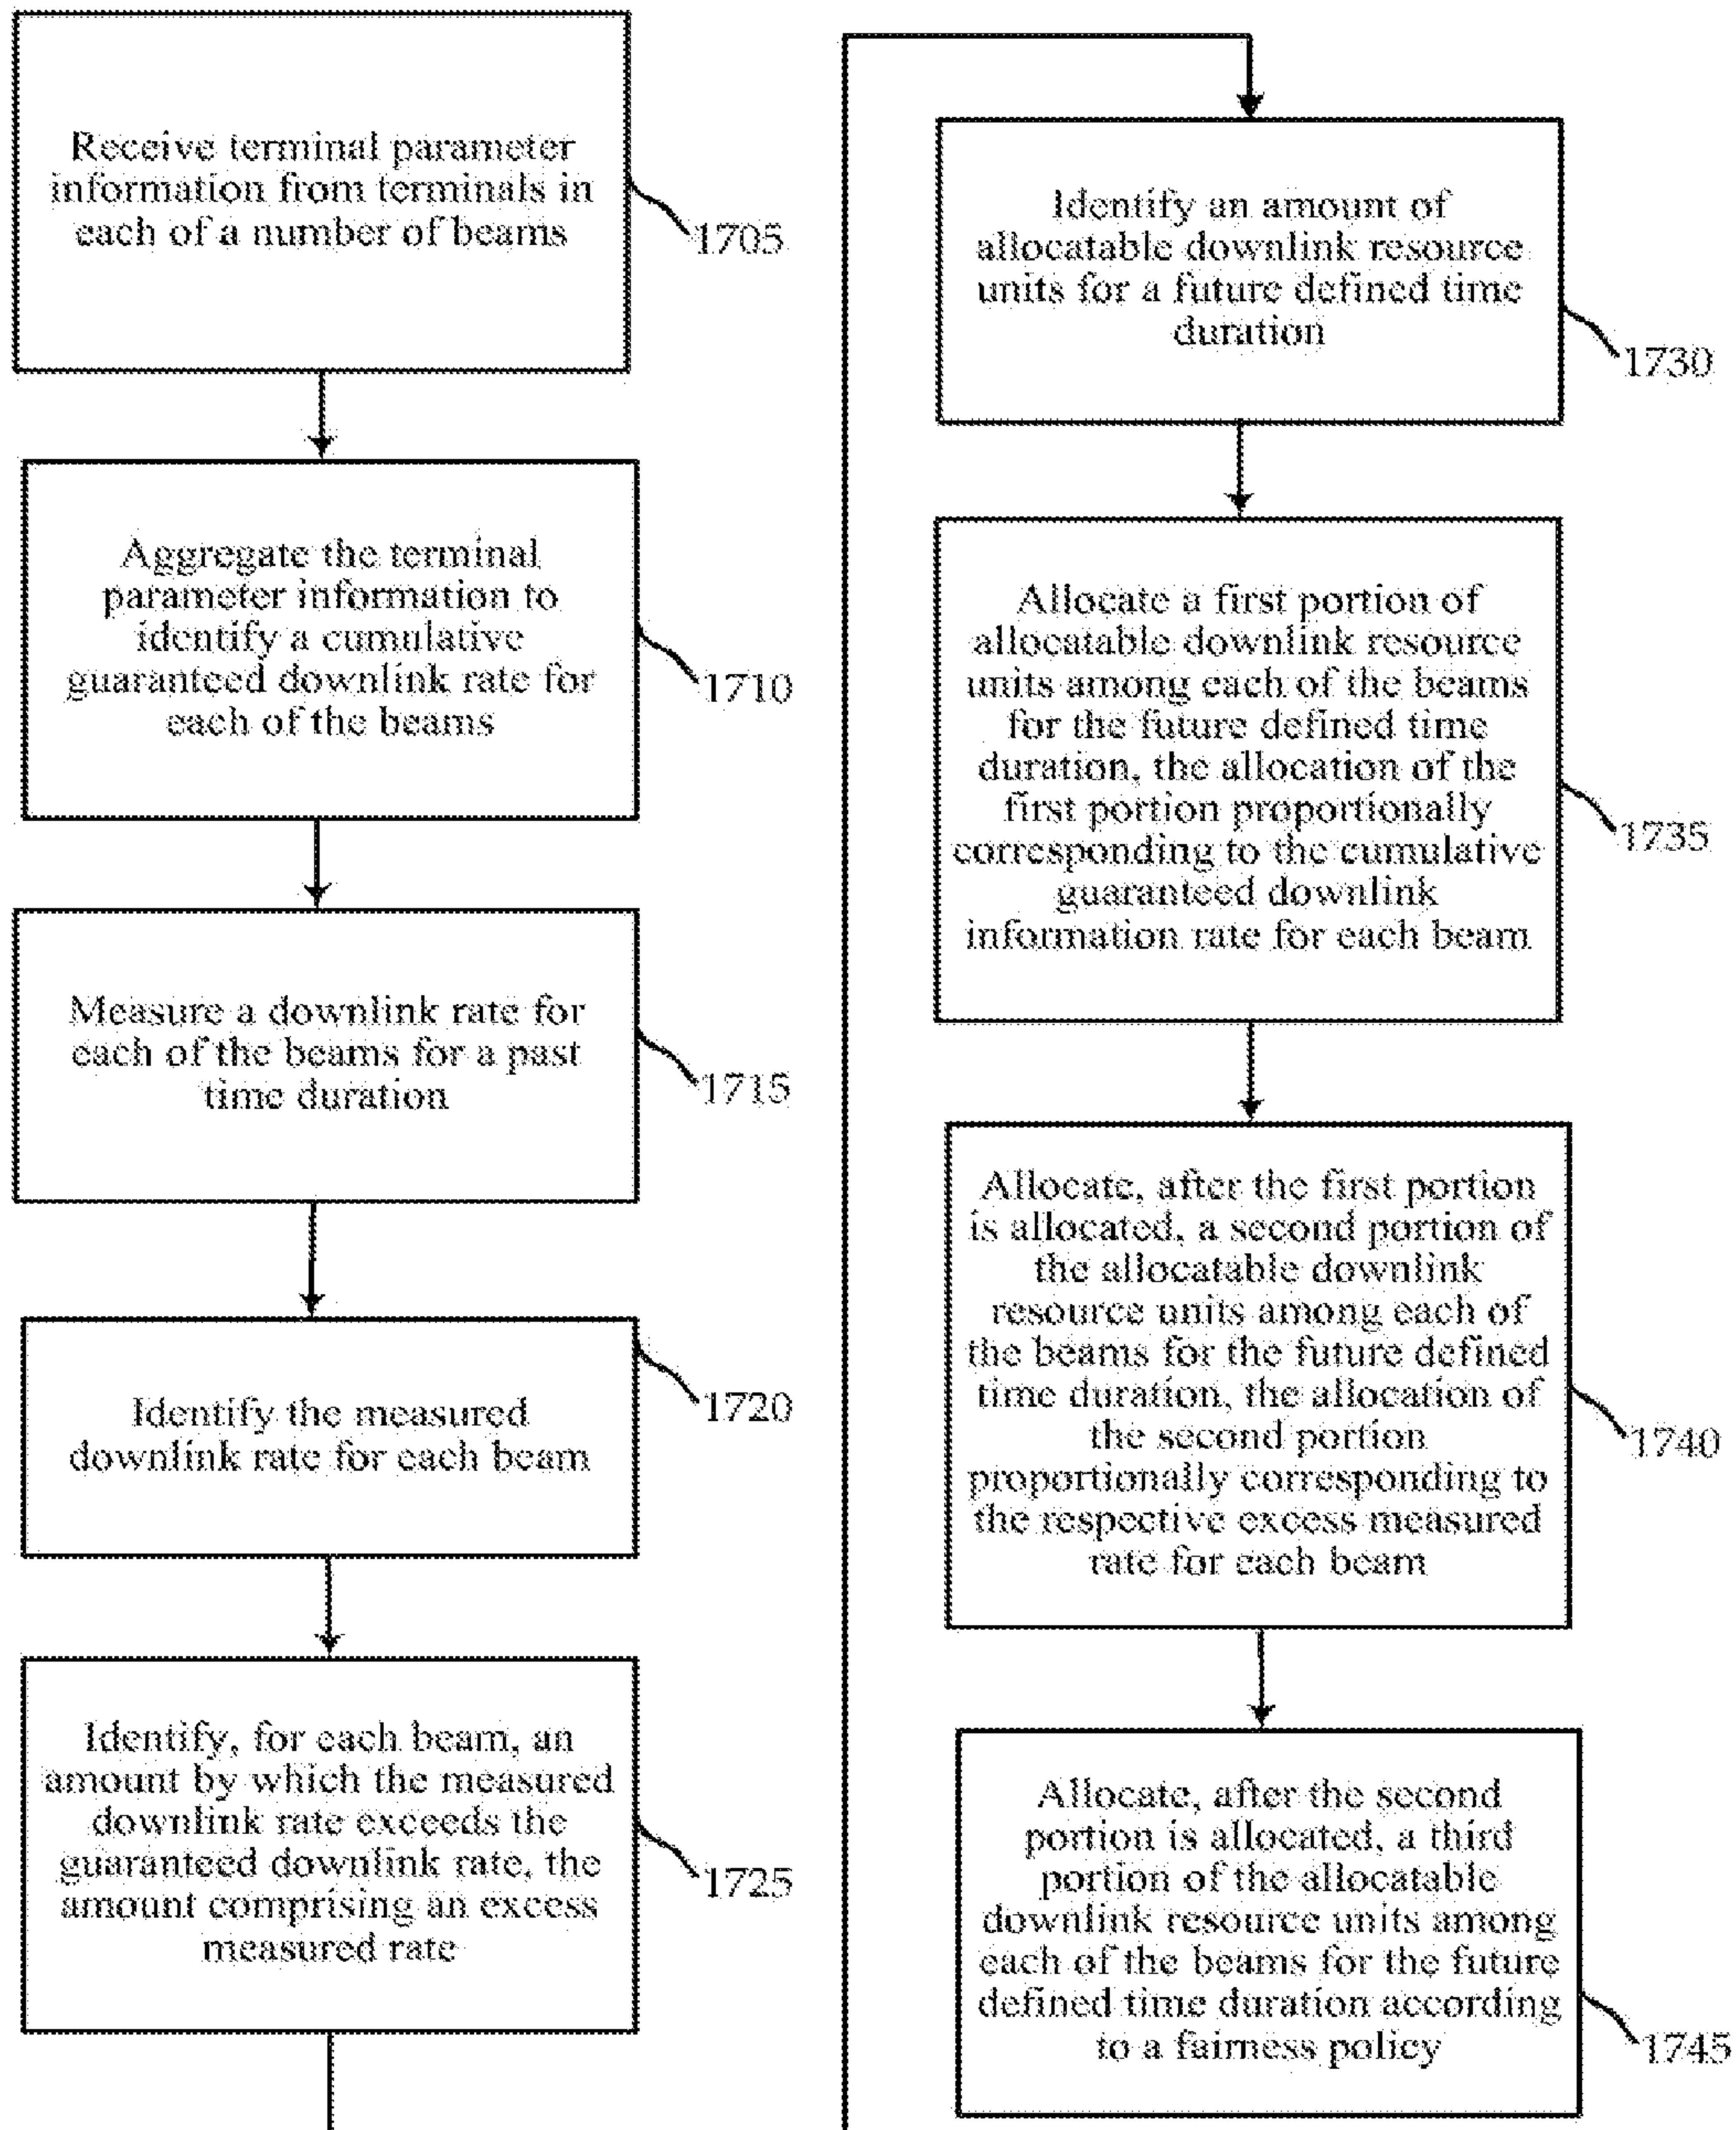 Receive terminal parameter
information from terminals in
each of a number of beams
1705
Aggregate the terminal
parameter information to
identify a cumulative
guaranteed downlink rate for
each of the beams
1710
Measure a downlink rate for
each of the beams for a past
time duration
1715
Identify the measured
downlink rate for each beam
1720
Identify, for each beam, an
amount by which the measured
downlink rate exceeds the
guaranteed downlink rate, the
amount comprising an excess
measured rate
1725
Identify an amount of
allocatable downlink resource
units for a future defined time
duration
1730
Allocate a first portion of
allocatable downlink resource
units among each of the beams
for the future defined time
duration, the allocation of the
first portion proportionally
corresponding to the cumulative
guaranteed downlink
information rate for each beam
1735
Allocate, after the first portion
is allocated, a second portion of
the allocatable downlink
resource units among each of
the beams for the future defined
time duration, the allocation of
the second portion
proportionally corresponding to
the respective excess measured
rate for each beam
1740
Allocate, after the second
portion is allocated, a third
portion of the allocatable
downlink resource units among
each of the beams for the future
defined time duration according
to a fairness policy
1745